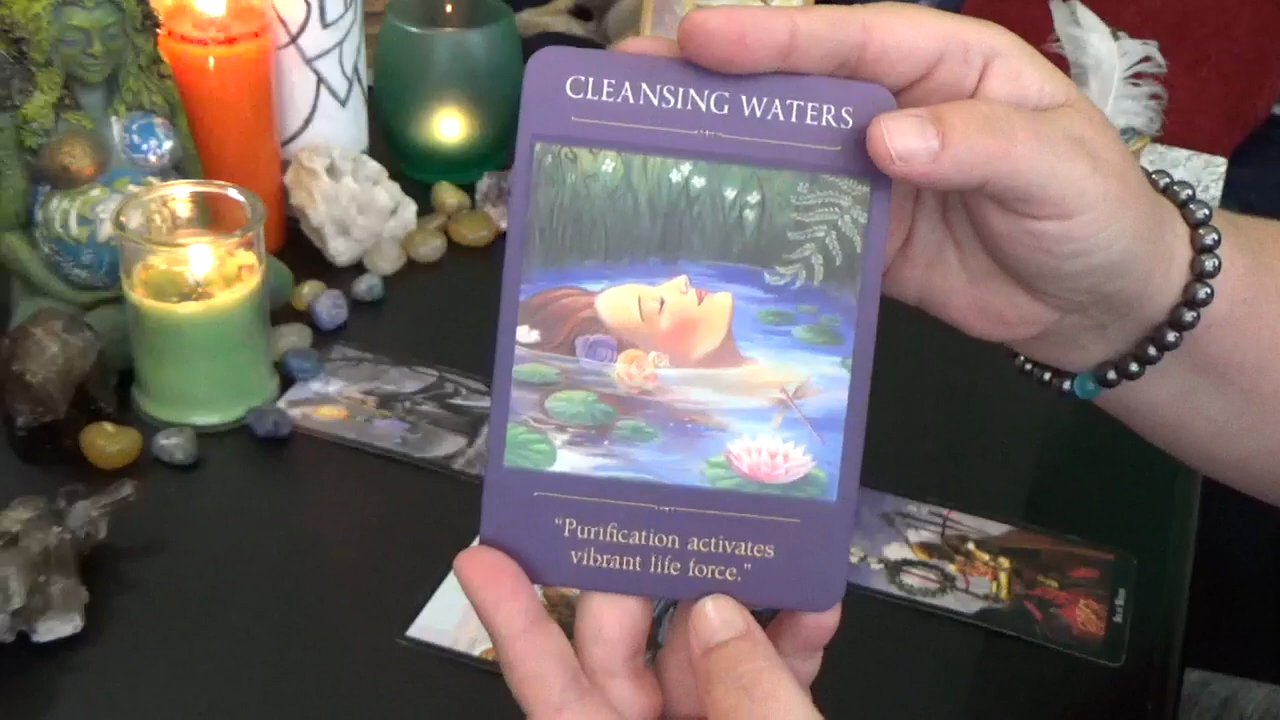 CLEANSING WATERS
“Purification activates
vibrant life force.”